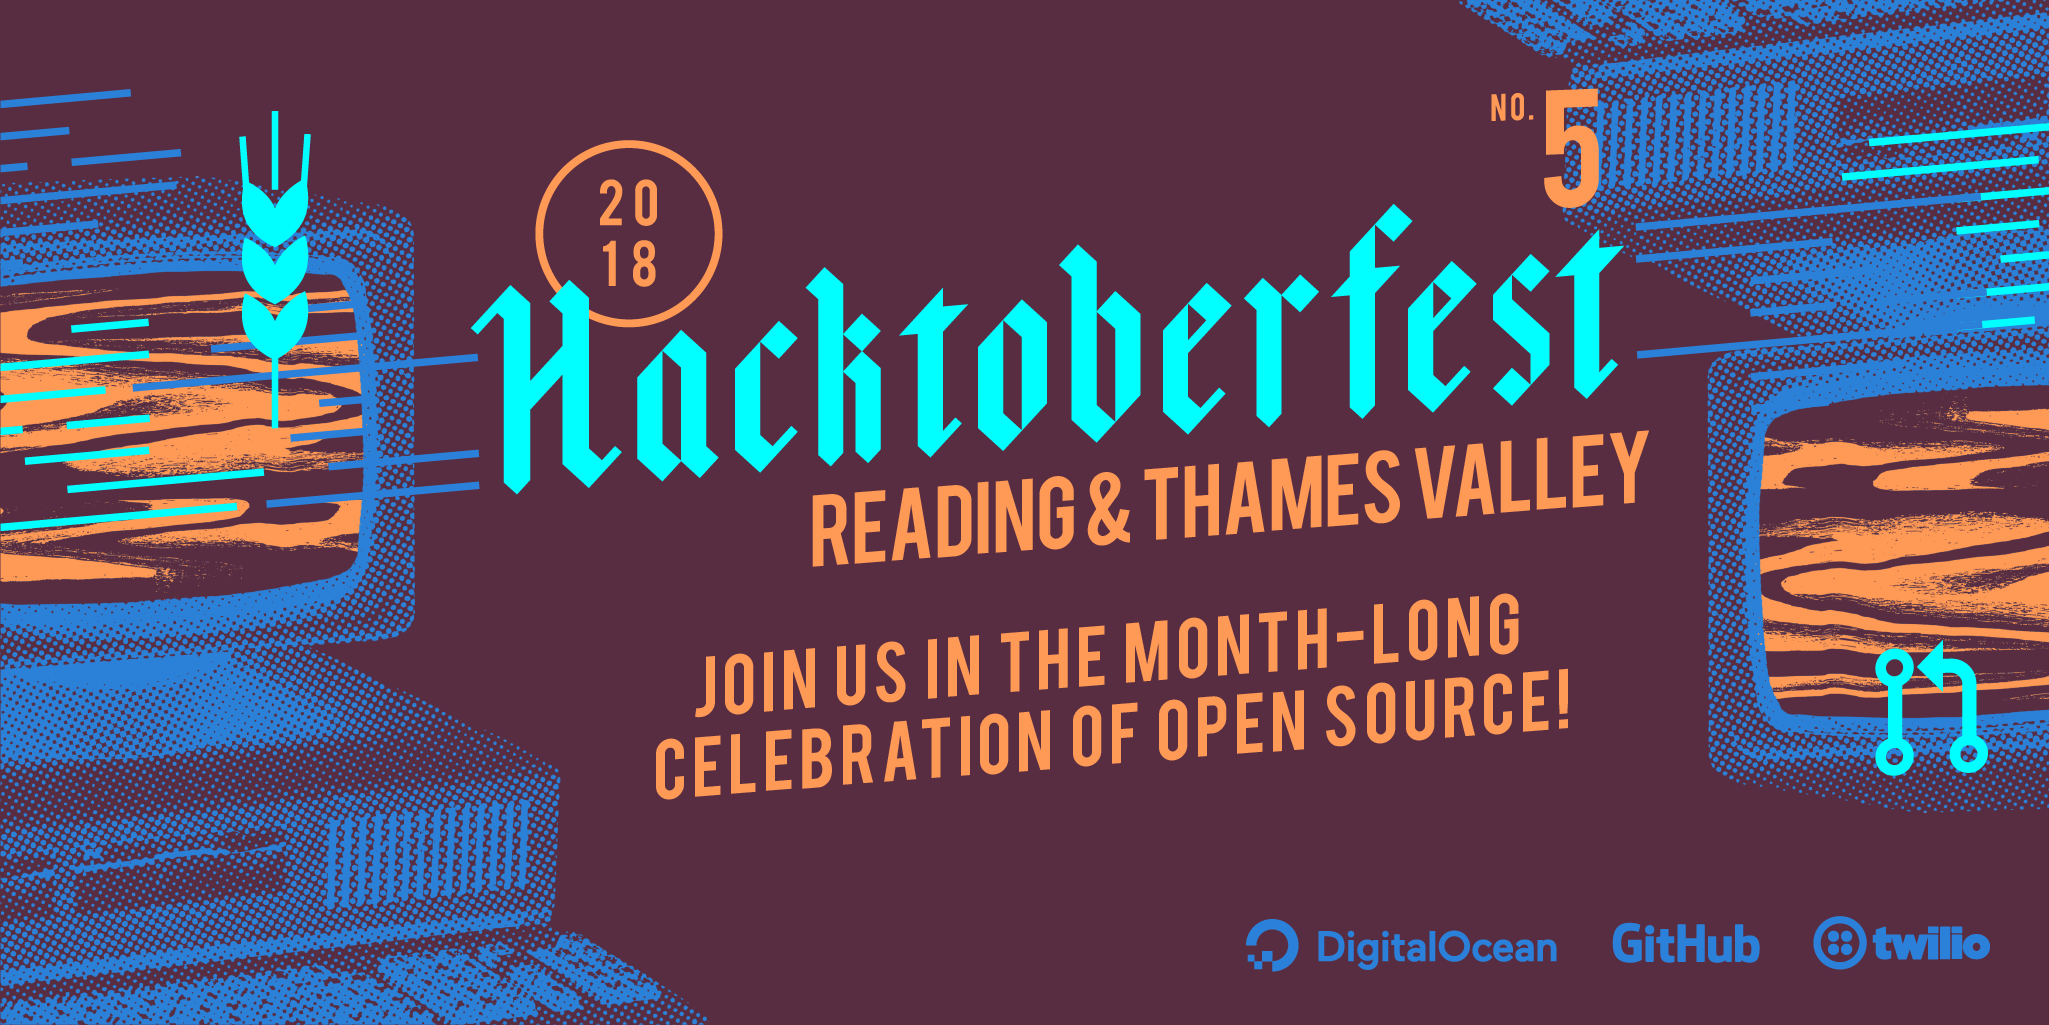 NO. 5
20
18
Hacktoberfest
READING & THAMES VALLEY
JOIN US IN THE MONTH-LONG
CELEBRATION OF OPEN SOURCE!
DigitalOcean GitHub twilio